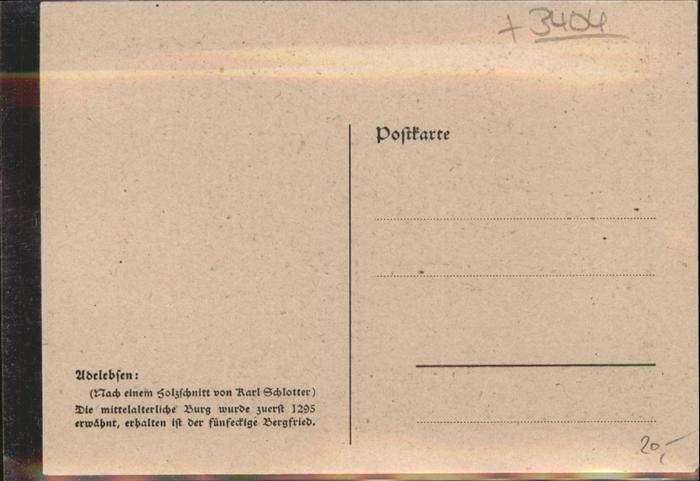 + 3404
Postkarte
Adelebsen:
(Nach einem Holzschnitt von Karl Schlotter)
Die mittelalterliche Burg wurde zuerst 1295
erwähnt, erhalten ist der fünfeckige Bergfried.
20,-